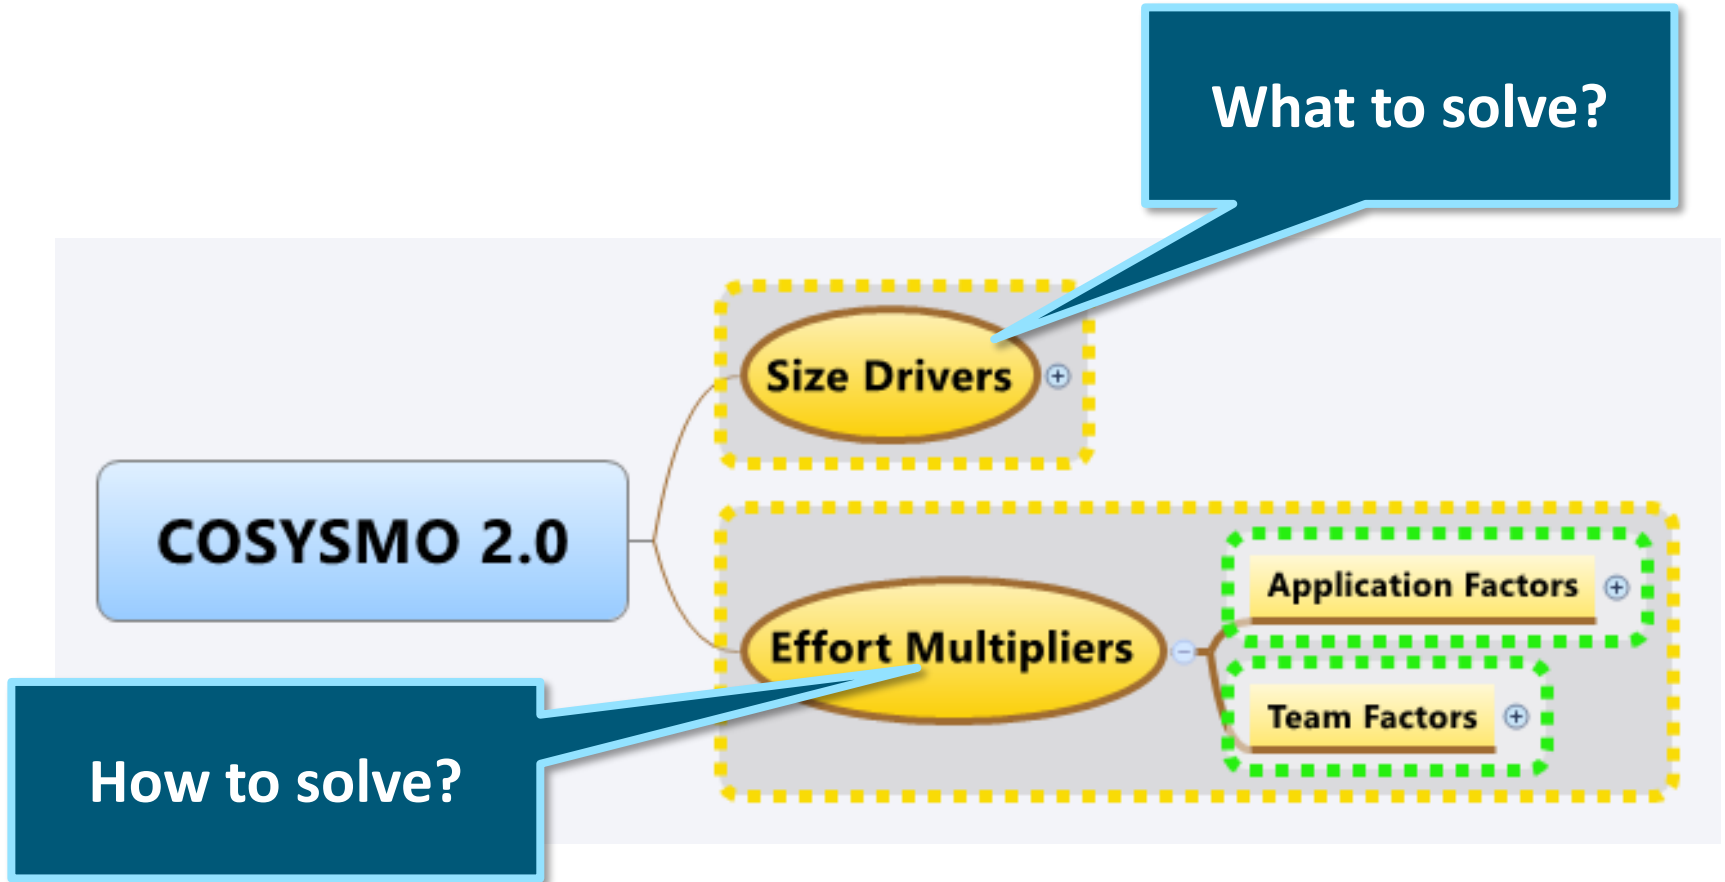 What to solve?
Size Drivers
COSYSMO 2.0
Effort Multipliers
Application Factors
Team Factors
How to solve?